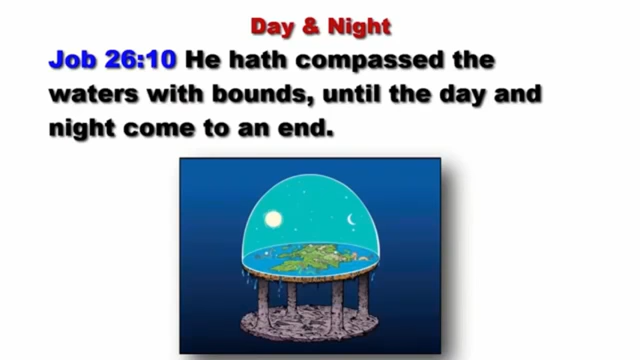 Day & Night
Job 26:10 He hath compassed the
waters with bounds, until the day and
night come to an end.